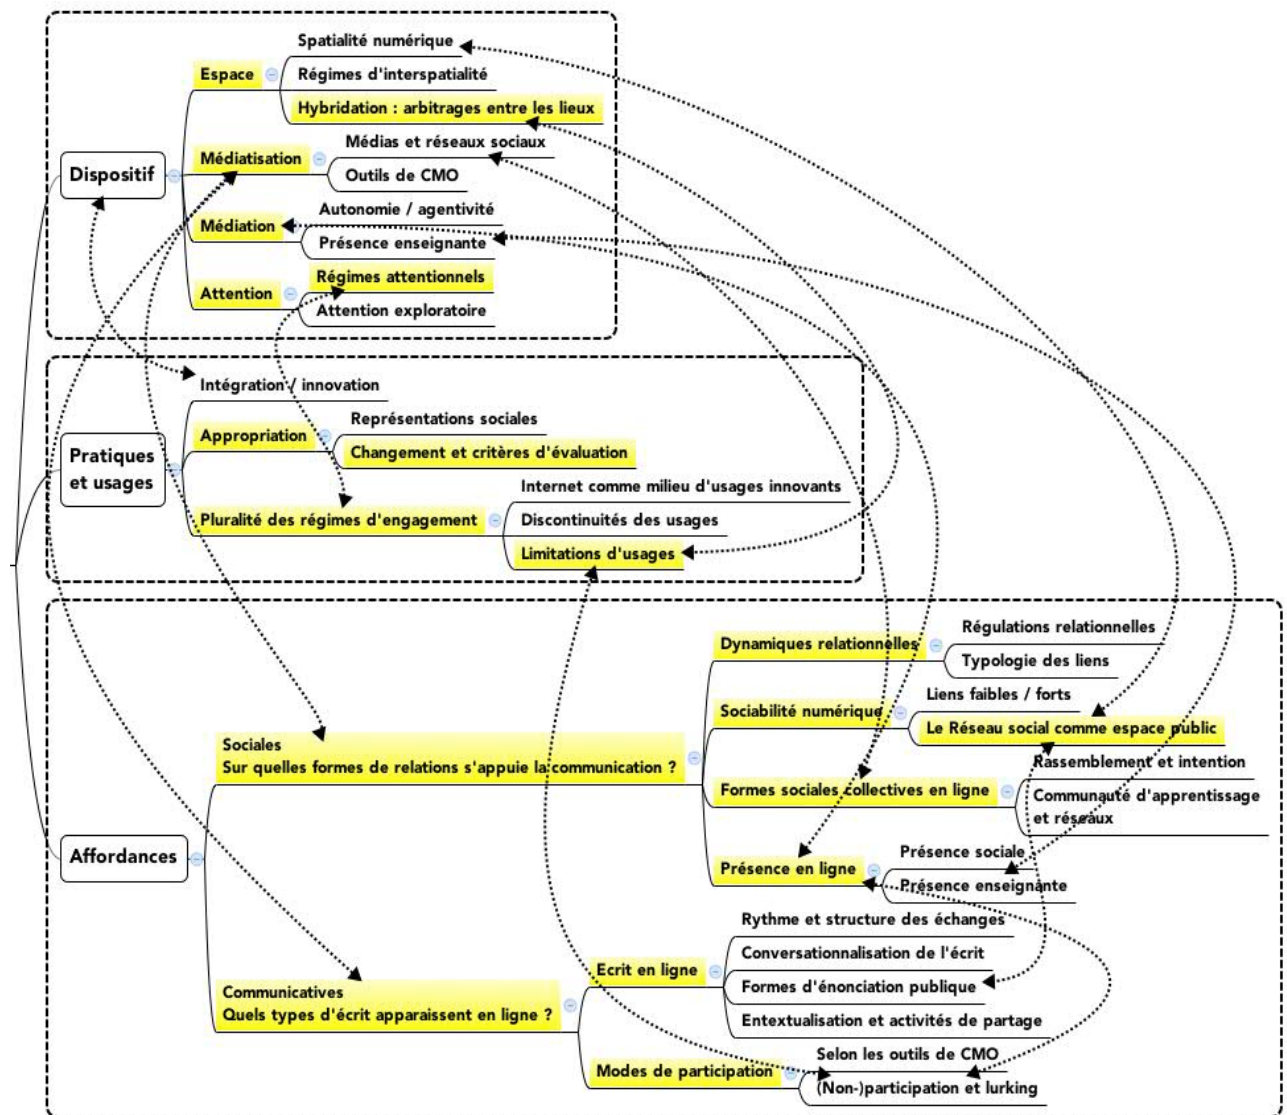 Dispositif
Espace
Spatialité numérique
Régimes d'interspatialité
Hybridation : arbitrages entre les lieux
Médiatisation
Médias et réseaux sociaux
Outils de CMO
Médiation
Autonomie / agentivité
Présence enseignante
Attention
Régimes attentionnels
Attention exploratoire
Pratiques
et usages
Intégration / innovation
Appropriation
Représentations sociales
Changement et critères d'évaluation
Pluralité des régimes d'engagement
Internet comme milieu d'usages innovants
Discontinuités des usages
Limitations d'usages
Affordances
Sociales
Sur quelles formes de relations s'appuie la communication ?
Dynamiques relationnelles
Régulations relationnelles
Typologie des liens
Sociabilité numérique
Liens faibles / forts
Le Réseau social comme espace public
Formes sociales collectives en ligne
Rassemblement et intention
Communauté d'apprentissage
et réseaux
Présence en ligne
Présence sociale
Présence enseignante
Communicatives
Quels types d'écrit apparaissent en ligne ?
Ecrit en ligne
Rythme et structure des échanges
Conversationnalisation de l'écrit
Formes d'énonciation publique
Entextualisation et activités de partage
Modes de participation
Selon les outils de CMO
(Non-)participation et lurking